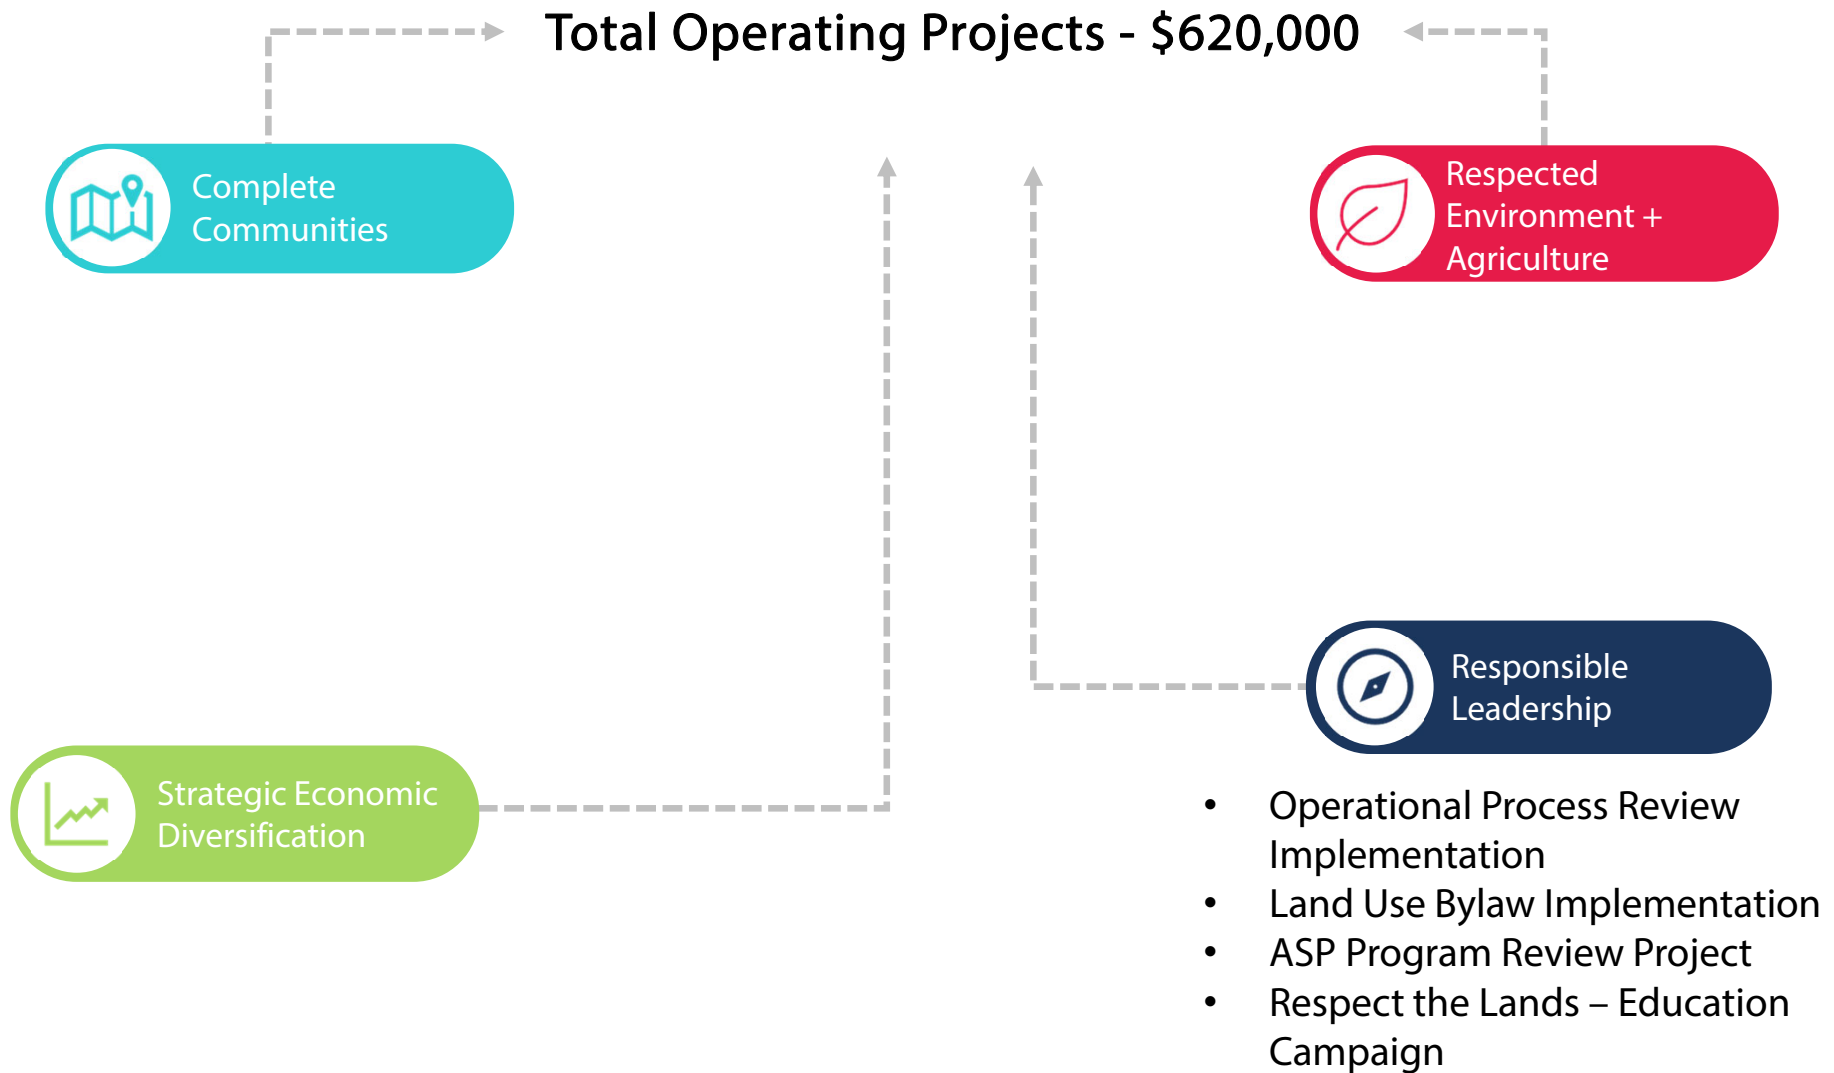 Total Operating Projects - $620,000
Complete
Communities
Respected
Environment +
Agriculture
Strategic Economic
Diversification
Responsible
Leadership
• Operational Process Review
Implementation
• Land Use Bylaw Implementation
• ASP Program Review Project
• Respect the Lands – Education
Campaign